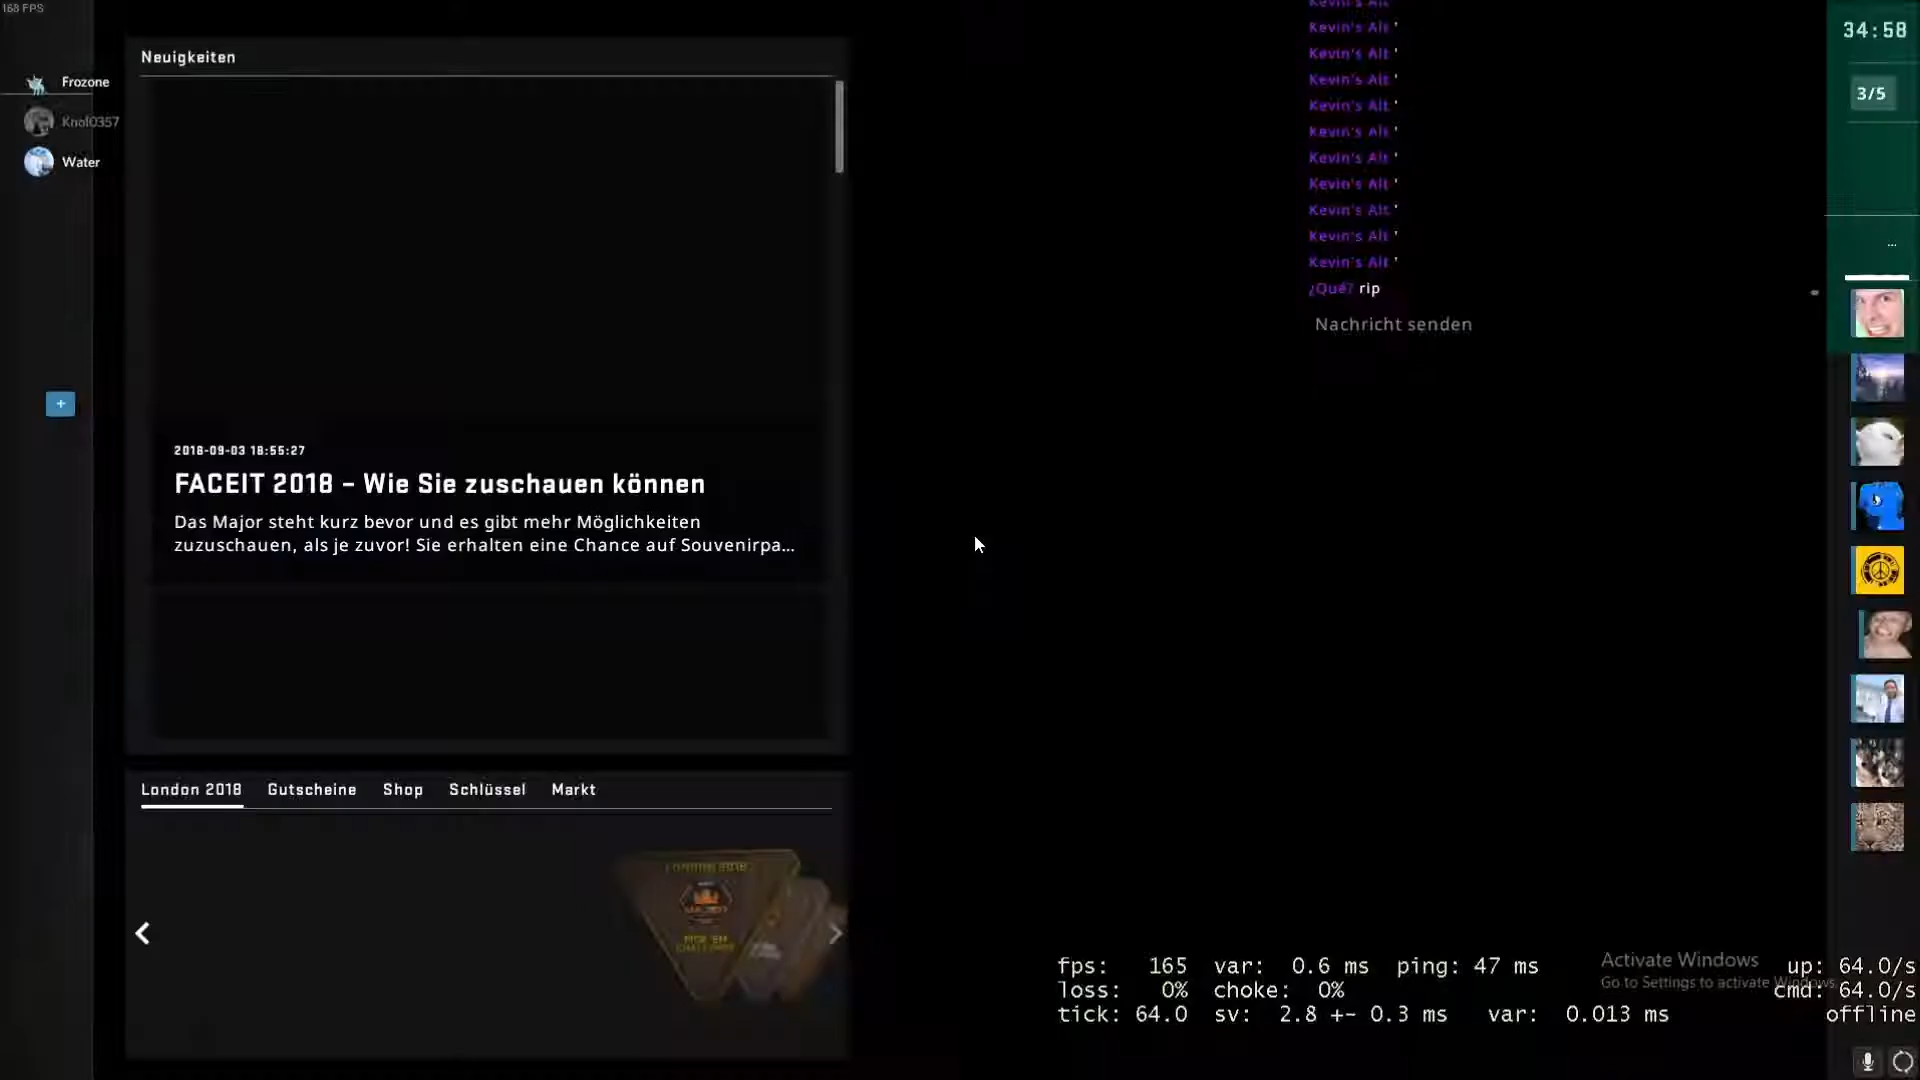 168 FPS
Neuigkeiten
Frozone
Knol0357
Water
+
2018-09-03 18:55:27
FACEIT 2018 – Wie Sie zuschauen können
Das Major steht kurz bevor und es gibt mehr Möglichkeiten
zuzuschauen, als je zuvor! Sie erhalten eine Chance auf Souvenirpa...
London 2018 Gutscheine Shop Schlüssel Markt
LONDON 2018
PICK 'EM
CHALLENGE
Kevin's Alt '
Kevin's Alt '
Kevin's Alt '
Kevin's Alt '
Kevin's Alt '
Kevin's Alt '
Kevin's Alt '
Kevin's Alt '
Kevin's Alt '
Kevin's Alt '
Kevin's Alt '
¿Qué? rip
Nachricht senden
34:58
3/5
...
fps: 165 var: 0.6 ms ping: 47 ms
loss: 0% choke: 0%
tick: 64.0 sv: 2.8 +- 0.3 ms var: 0.013 ms
Activate Windows
Go to Settings to activate Windows.
up: 64.0/s
cmd: 64.0/s
offline